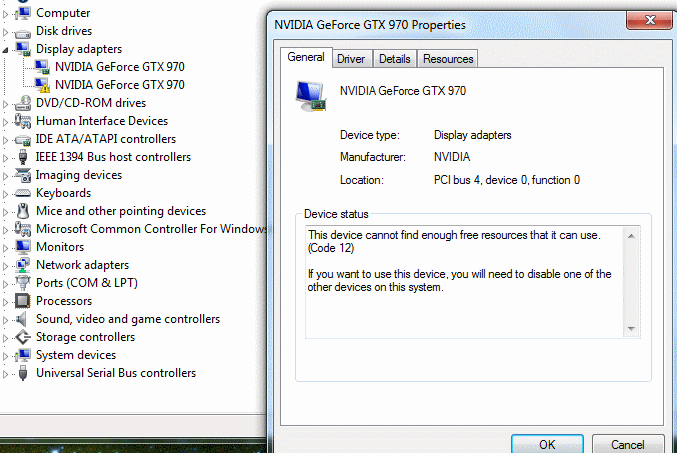 Computer
Disk drives
Display adapters
NVIDIA GeForce GTX 970
NVIDIA GeForce GTX 970
DVD/CD-ROM drives
Human Interface Devices
IDE ATA/ATAPI controllers
IEEE 1394 Bus host controllers
Imaging devices
Keyboards
Mice and other pointing devices
Microsoft Common Controller For Windows
Monitors
Network adapters
Ports (COM & LPT)
Processors
Sound, video and game controllers
Storage controllers
System devices
Universal Serial Bus controllers
NVIDIA GeForce GTX 970 Properties
General Driver Details Resources
NVIDIA GeForce GTX 970
Device type: Display adapters
Manufacturer: NVIDIA
Location: PCI bus 4, device 0, function 0
Device status
This device cannot find enough free resources that it can use.
(Code 12)
If you want to use this device, you will need to disable one of the
other devices on this system.
OK Cancel